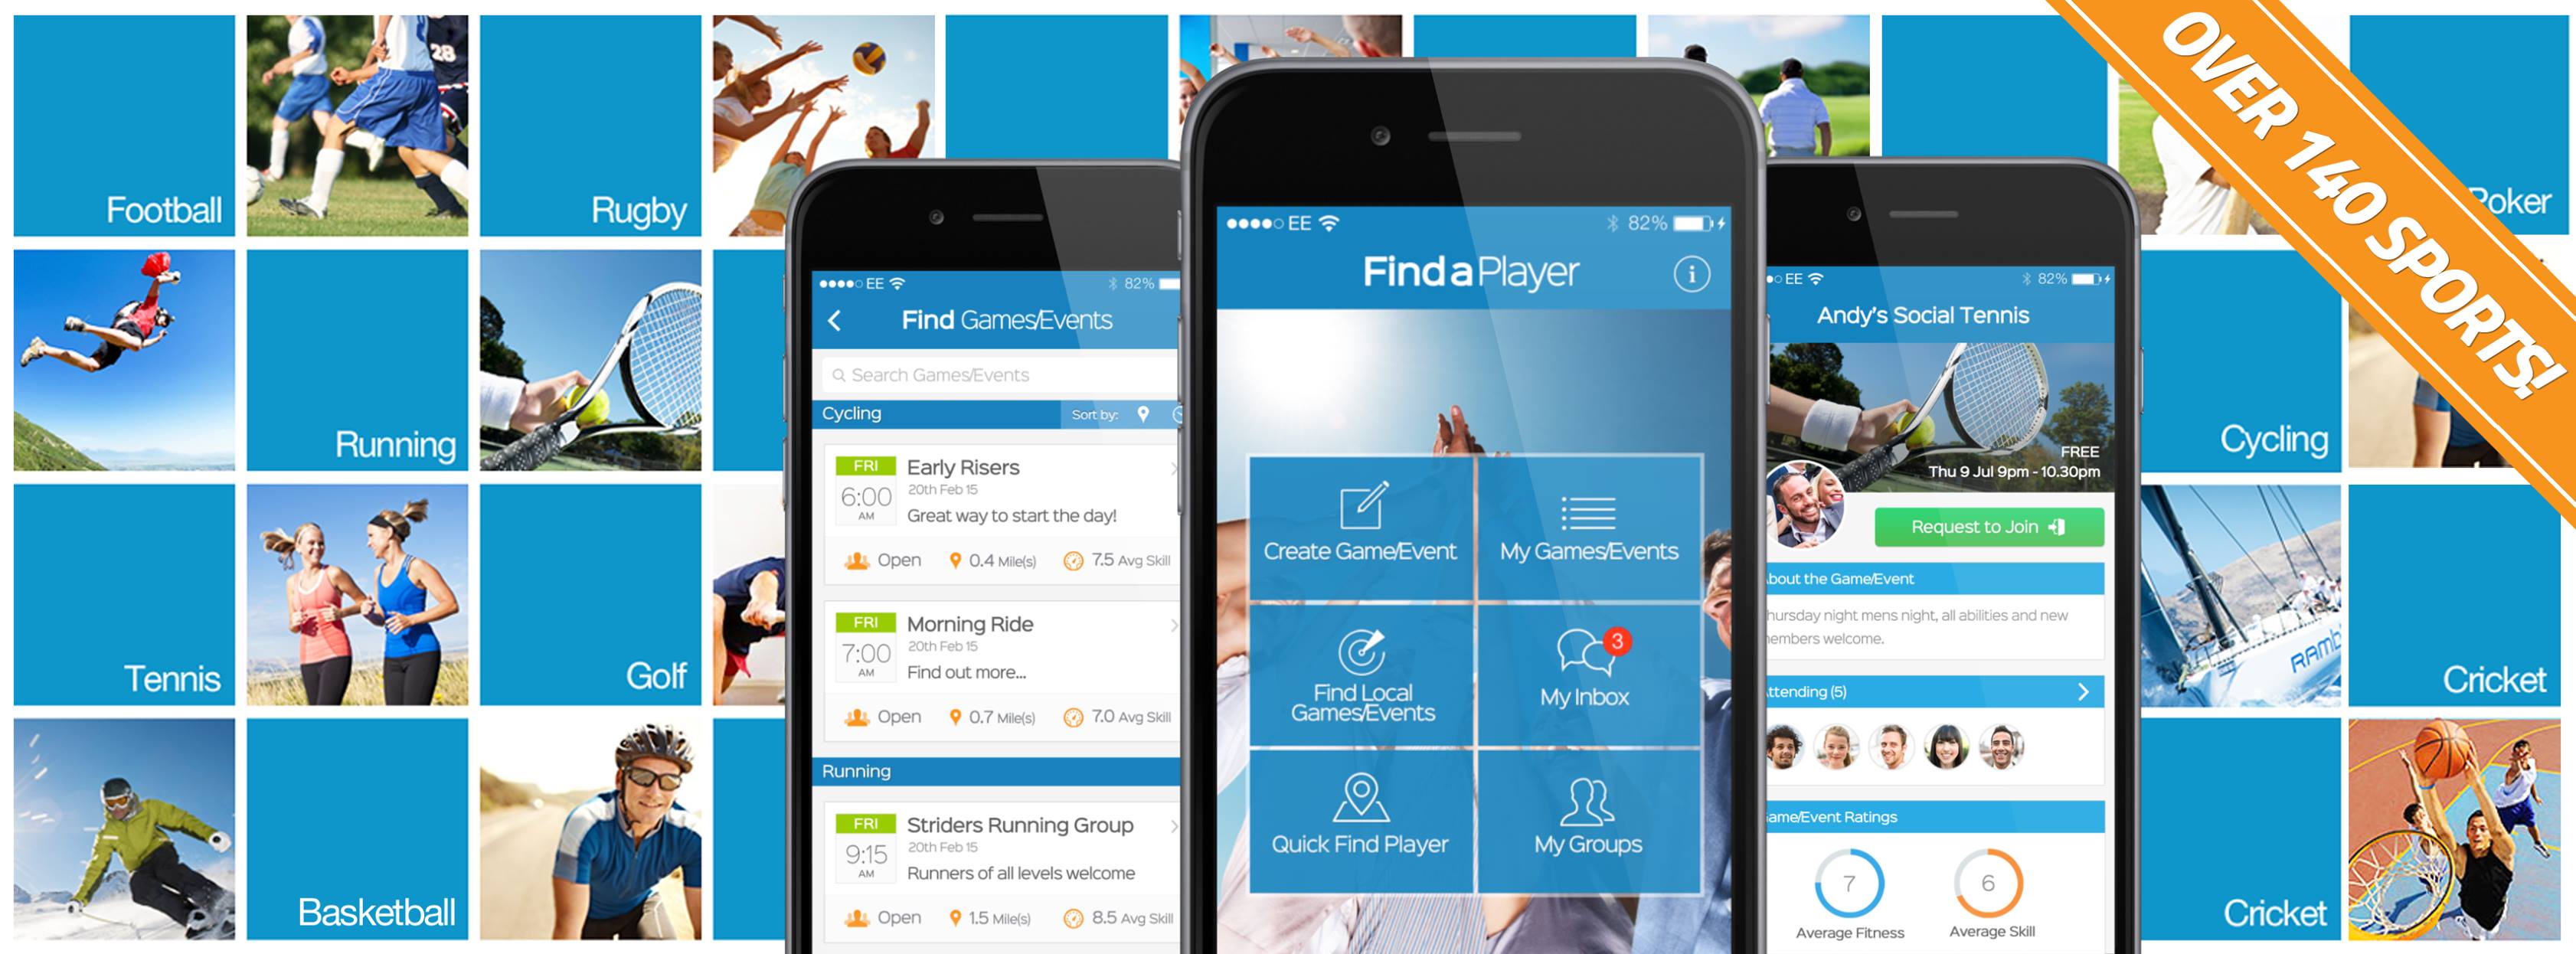 Football
Rugby
Running
Tennis
Golf
Basketball
28
EE
82%
Find Games/Events
Search Games/Events
Cycling
Sort by:
FRI
6:00
AM
Early Risers
20th Feb 15
Great way to start the day!
Open
0.4 Mile(s)
7.5 Avg Skill
FRI
7:00
AM
Morning Ride
20th Feb 15
Find out more...
Open
0.7 Mile(s)
7.0 Avg Skill
Running
FRI
9:15
AM
Striders Running Group
20th Feb 15
Runners of all levels welcome
Open
1.5 Mile(s)
8.5 Avg Skill
EE
82%
Find a Player
i
Create Game/Event
My Games/Events
Find Local
Games/Events
3
My Inbox
Quick Find Player
My Groups
EE
82%
Andy's Social Tennis
FREE
Thu 9 Jul 9pm - 10.30pm
Request to Join
bout the Game/Event
hursday night mens night, all abilities and new
embers welcome.
ttending (5)
ame/Event Ratings
7
Average Fitness
6
Average Skill
OVER 140 SPORTS!
Poker
Cycling
RAMB
Cricket
Cricket